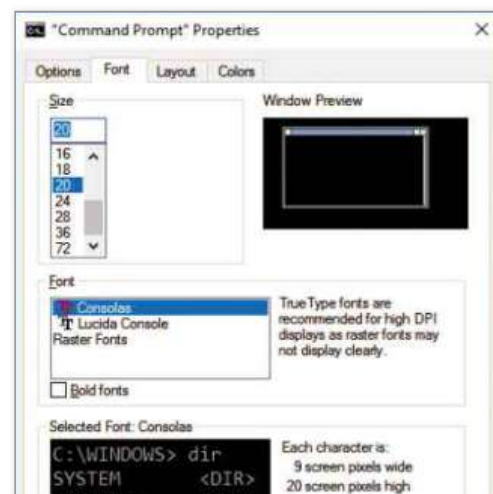 "Command Prompt" Properties
Options Font Layout Colors
Size
20
16
18
20
24
28
36
72
Window Preview
Font
Consolas
Lucida Console
Raster Fonts
TrueType fonts are
recommended for high DPI
displays as raster fonts may
not display clearly.
Bold fonts
Selected Font: Consolas
C:\WINDOWS> dir
SYSTEM <DIR>
Each character is:
9 screen pixels wide
20 screen pixels high